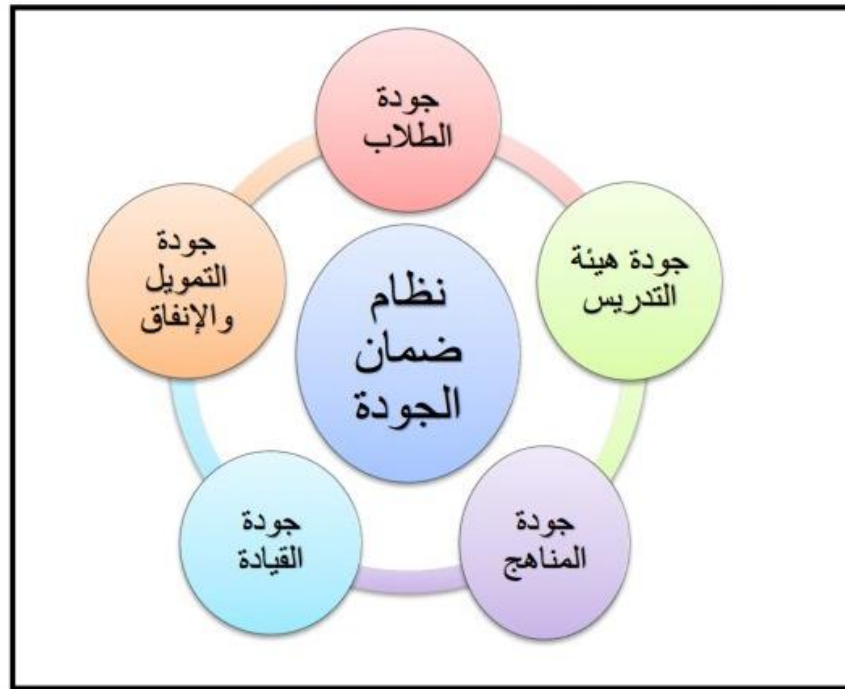 جودة
الطلاب
جودة هيئة
التدريس
جودة
المناهج
جودة
القيادة
جودة
التمويل
والإنفاق
نظام
ضمان
الجودة